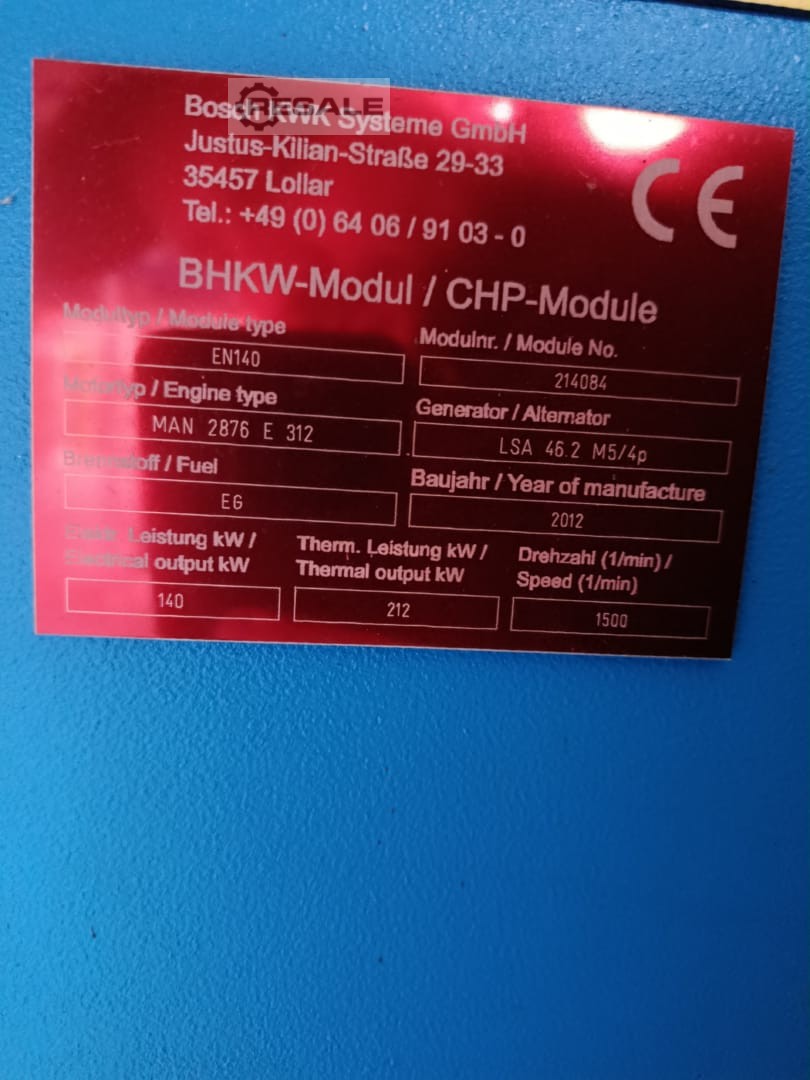 RESALE
Bosch KWK Systeme GmbH
Justus-Kilian-Straße 29-33
35457 Lollar
Tel.: +49 (0) 64 06 / 91 03 - 0
CE
BHKW-Modul / CHP-Module
Modultyp / Module type
EN140
Modulnr. / Module No.
214084
Motortyp / Engine type
MAN 2876 E 312
Generator / Alternator
LSA 46.2 M5/4p
Brennstoff / Fuel
EG
Baujahr / Year of manufacture
2012
Elektr. Leistung kW /
Electrical output kW
140
Therm. Leistung kW /
Thermal output kW
212
Drehzahl (1/min) /
Speed (1/min)
1500